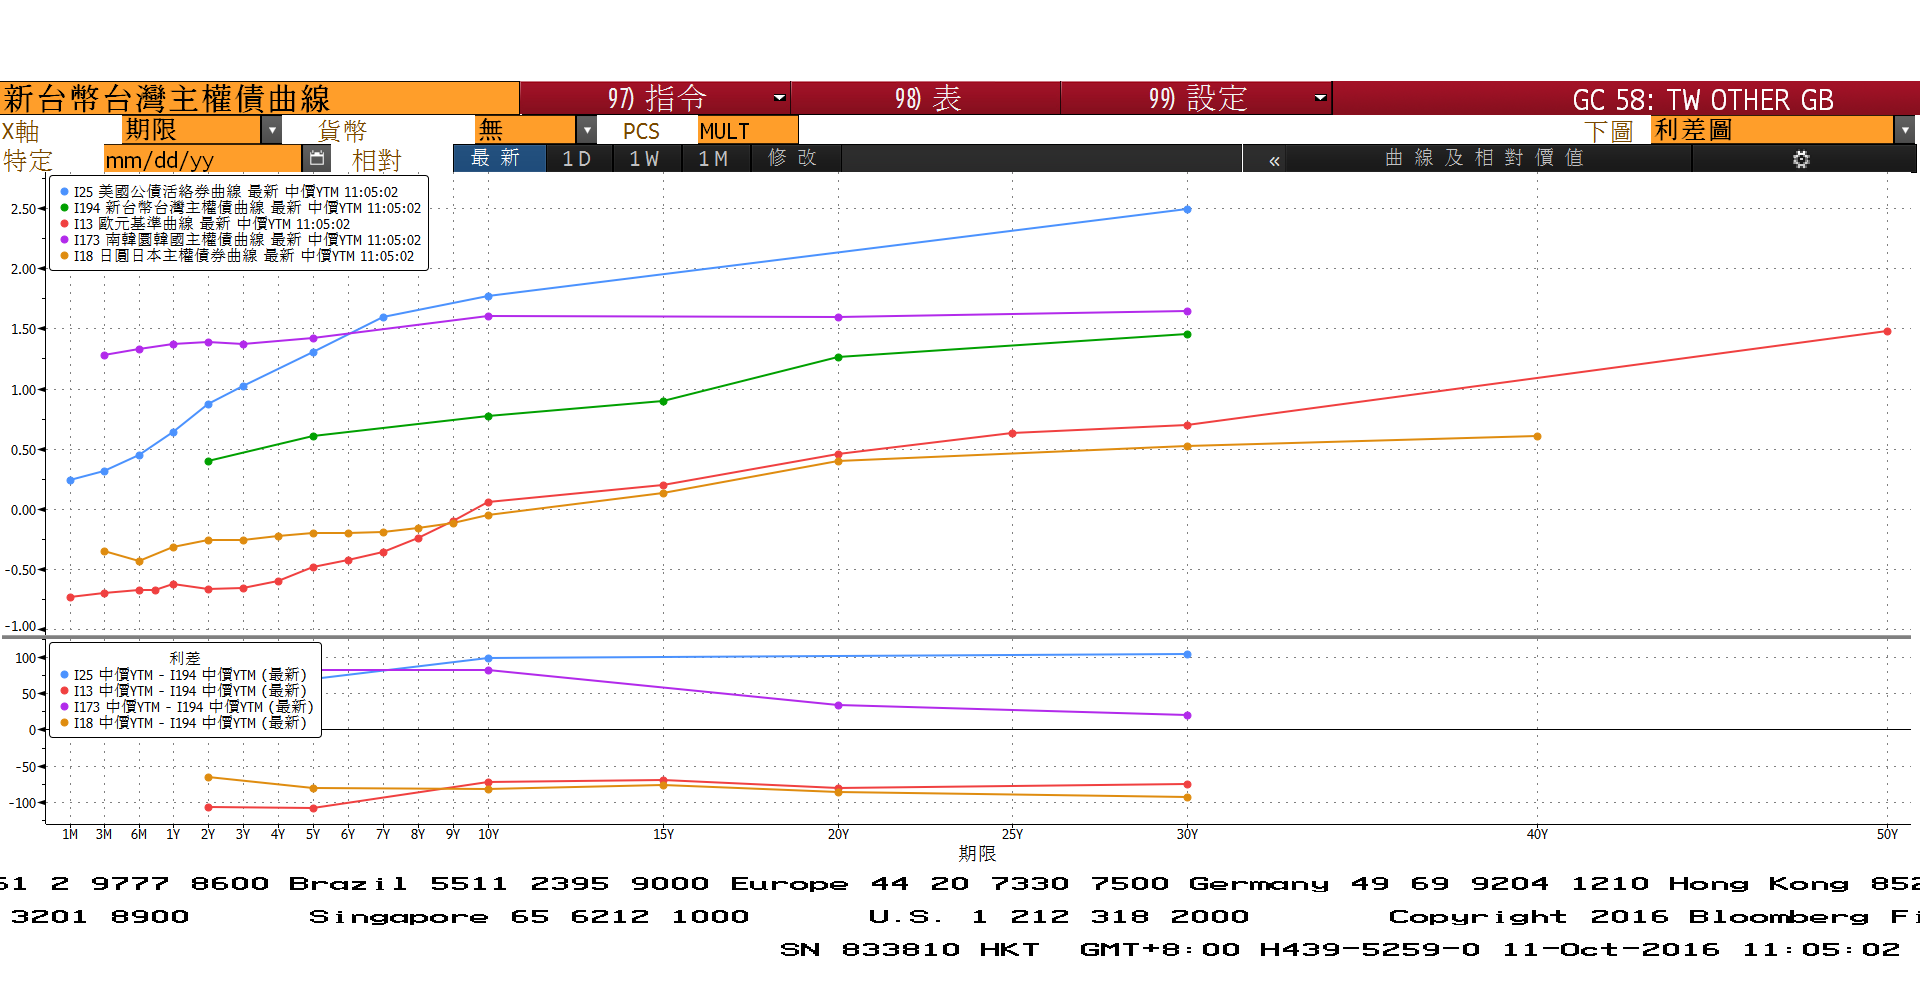 新台幣台灣主權債曲線 97) 指令 98) 表 99) 設定 GC 58: TW OTHER GB
X軸 期限 貨幣 無 PCS MULT 下圖 利差圖
特定 mm/dd/yy 相對 最新 1D 1W 1M 修改 « 曲線及相對價值
I25 美國公債活絡券曲線 最新 中價YTM 11:05:02
I194 新台幣台灣主權債曲線 最新 中價YTM 11:05:02
I13 歐元基準曲線 最新 中價YTM 11:05:02
I173 南韓圜韓國主權債曲線 最新 中價YTM 11:05:02
I18 日圓日本主權債券曲線 最新 中價YTM 11:05:02
2.50
2.00
1.50
1.00
0.50
0.00
-0.50
-1.00
利差
I25 中價YTM - I194 中價YTM (最新)
I13 中價YTM - I194 中價YTM (最新)
I173 中價YTM - I194 中價YTM (最新)
I18 中價YTM - I194 中價YTM (最新)
100
50
0
-50
-100
1M 3M 6M 1Y 2Y 3Y 4Y 5Y 6Y 7Y 8Y 9Y 10Y 15Y 20Y 25Y 30Y 40Y 50Y
期限
61 2 9777 8600 Brazil 5511 2395 9000 Europe 44 20 7330 7500 Germany 49 69 9204 1210 Hong Kong 852
3201 8900 Singapore 65 6212 1000 U.S. 1 212 318 2000 Copyright 2016 Bloomberg Fi
SN 833810 HKT GMT+8:00 H439-5259-0 11-Oct-2016 11:05:02